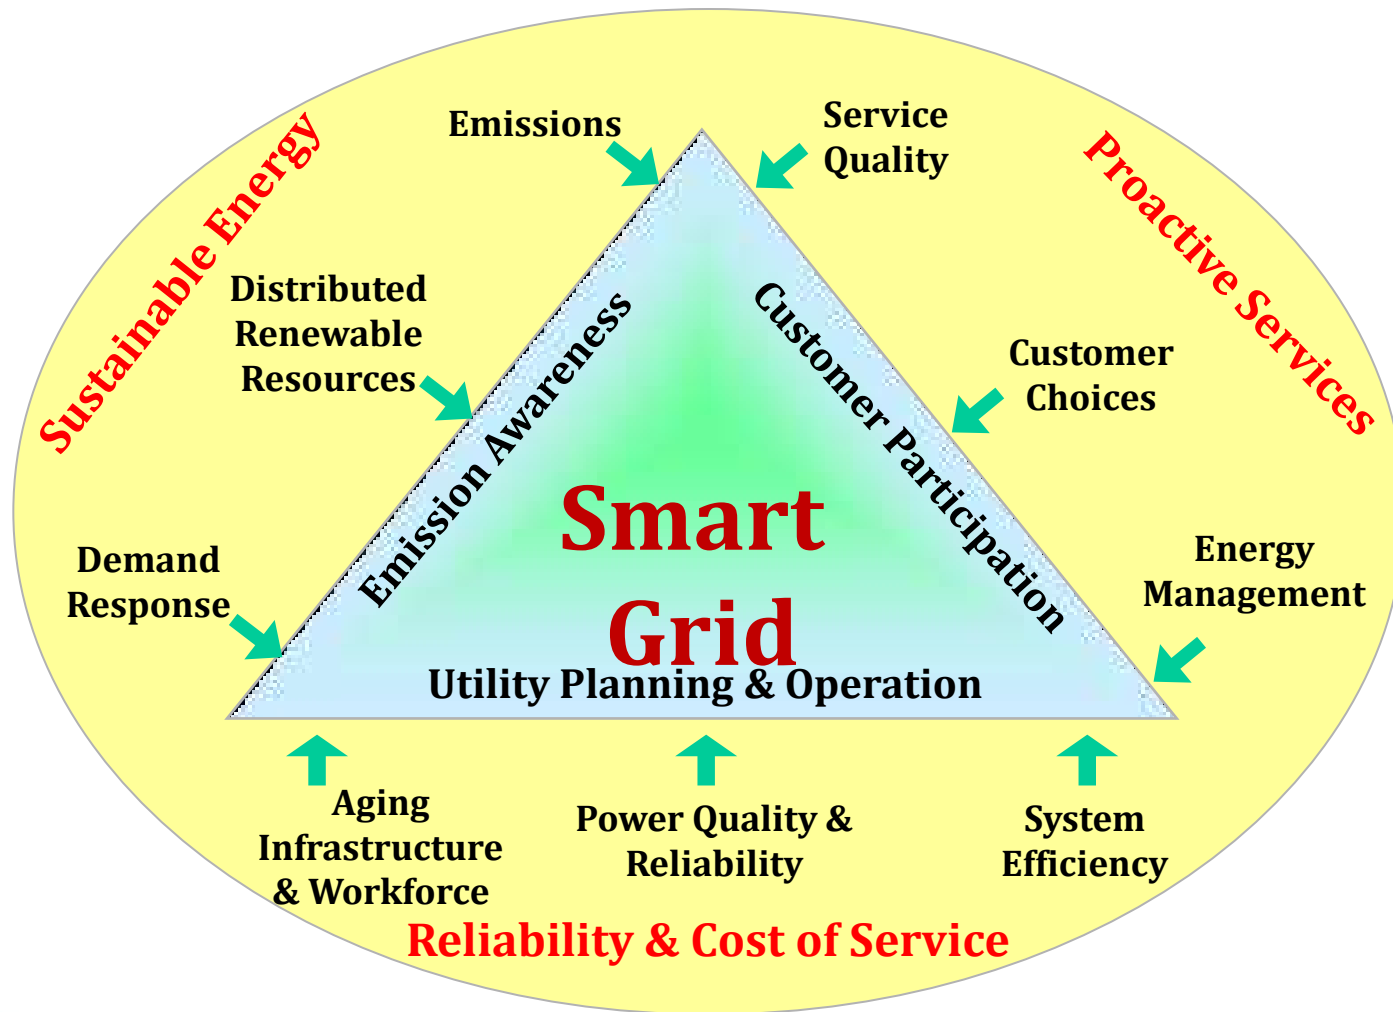 Emissions
Service
Quality
Sustainable Energy
Proactive Services
Distributed
Renewable
Resources
Customer
Choices
Emission Awareness
Customer Participation
Smart
Grid
Demand
Response
Energy
Management
Utility Planning & Operation
Aging
Infrastructure
& Workforce
Power Quality &
Reliability
System
Efficiency
Reliability & Cost of Service